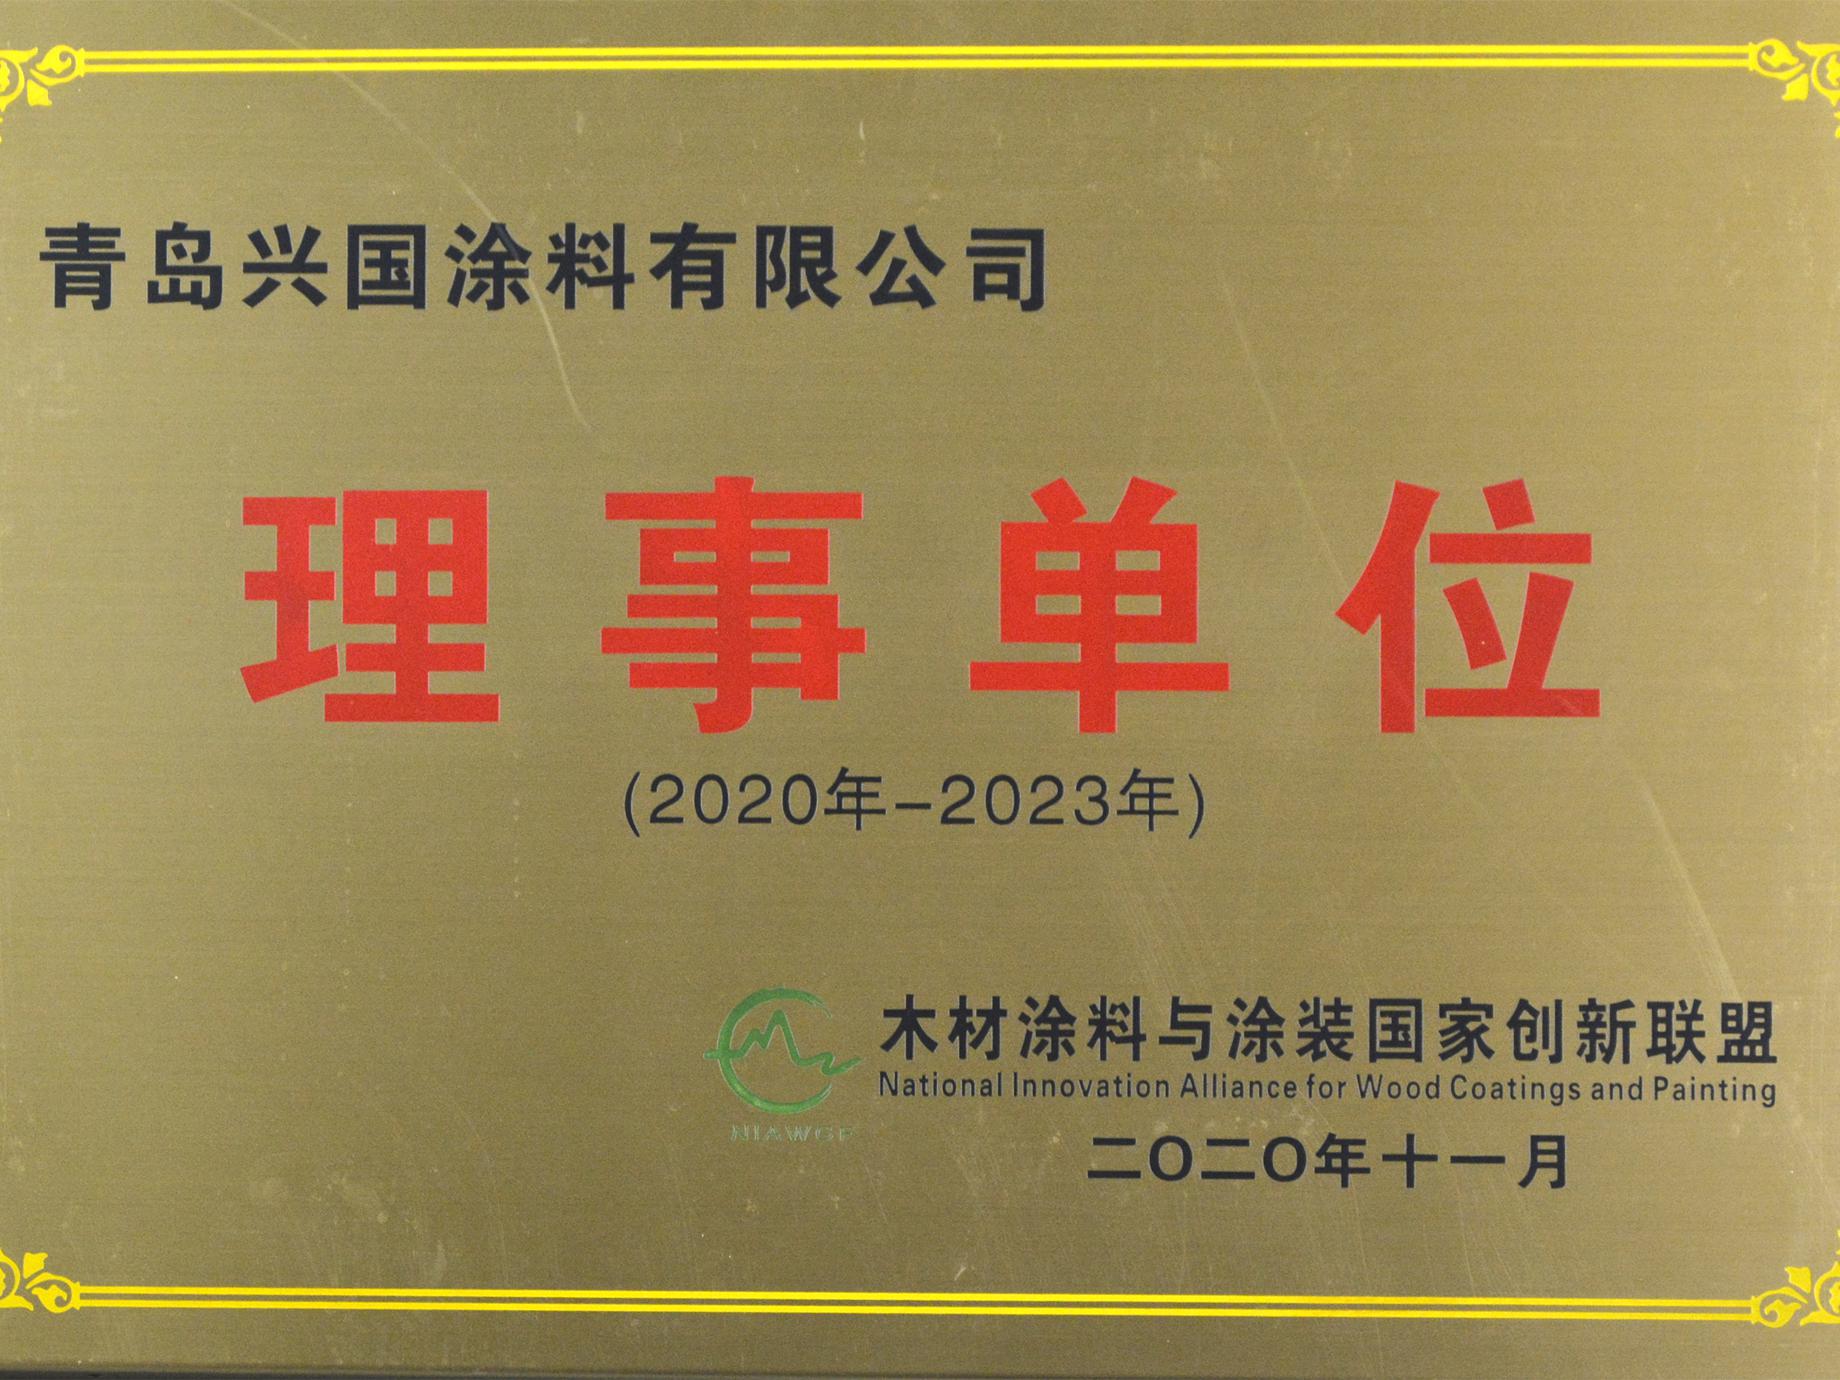 青岛兴国涂料有限公司
理事单位
(2020年-2023年)
木材涂料与涂装国家创新联盟
National Innovation Alliance for Wood Coatings and Painting
NIAWCP
二〇二〇年十一月